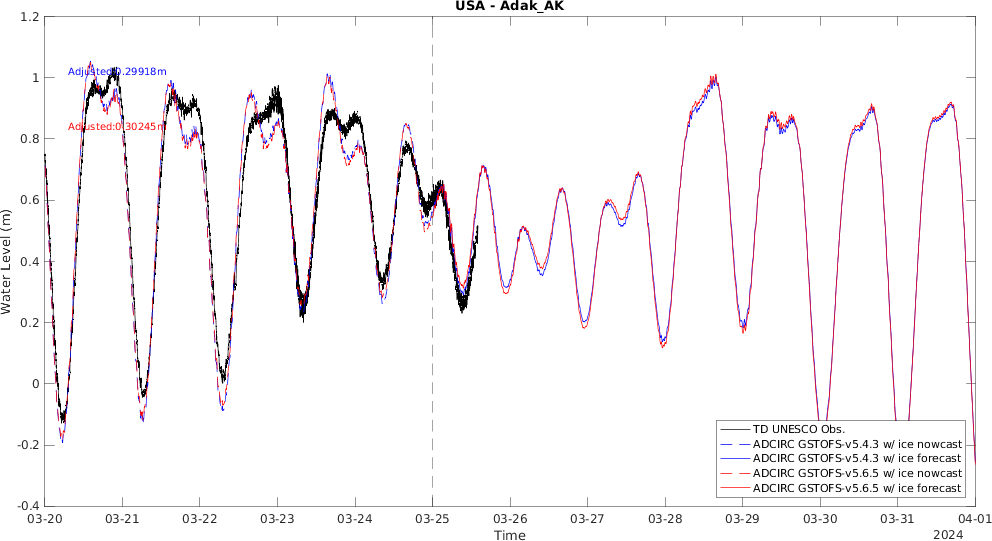 USA - Adak_AK
1.2
1
0.8
0.6
0.4
0.2
0
-0.2
-0.4
Water Level (m)
Adjusted:0.29918m
Adjusted:0.30245m
TD UNESCO Obs.
ADCIRC GSTOFS-v5.4.3 w/ ice nowcast
ADCIRC GSTOFS-v5.4.3 w/ ice forecast
ADCIRC GSTOFS-v5.6.5 w/ ice nowcast
ADCIRC GSTOFS-v5.6.5 w/ ice forecast
03-20 03-21 03-22 03-23 03-24 03-25 03-26 03-27 03-28 03-29 03-30 03-31 04-01
Time
2024